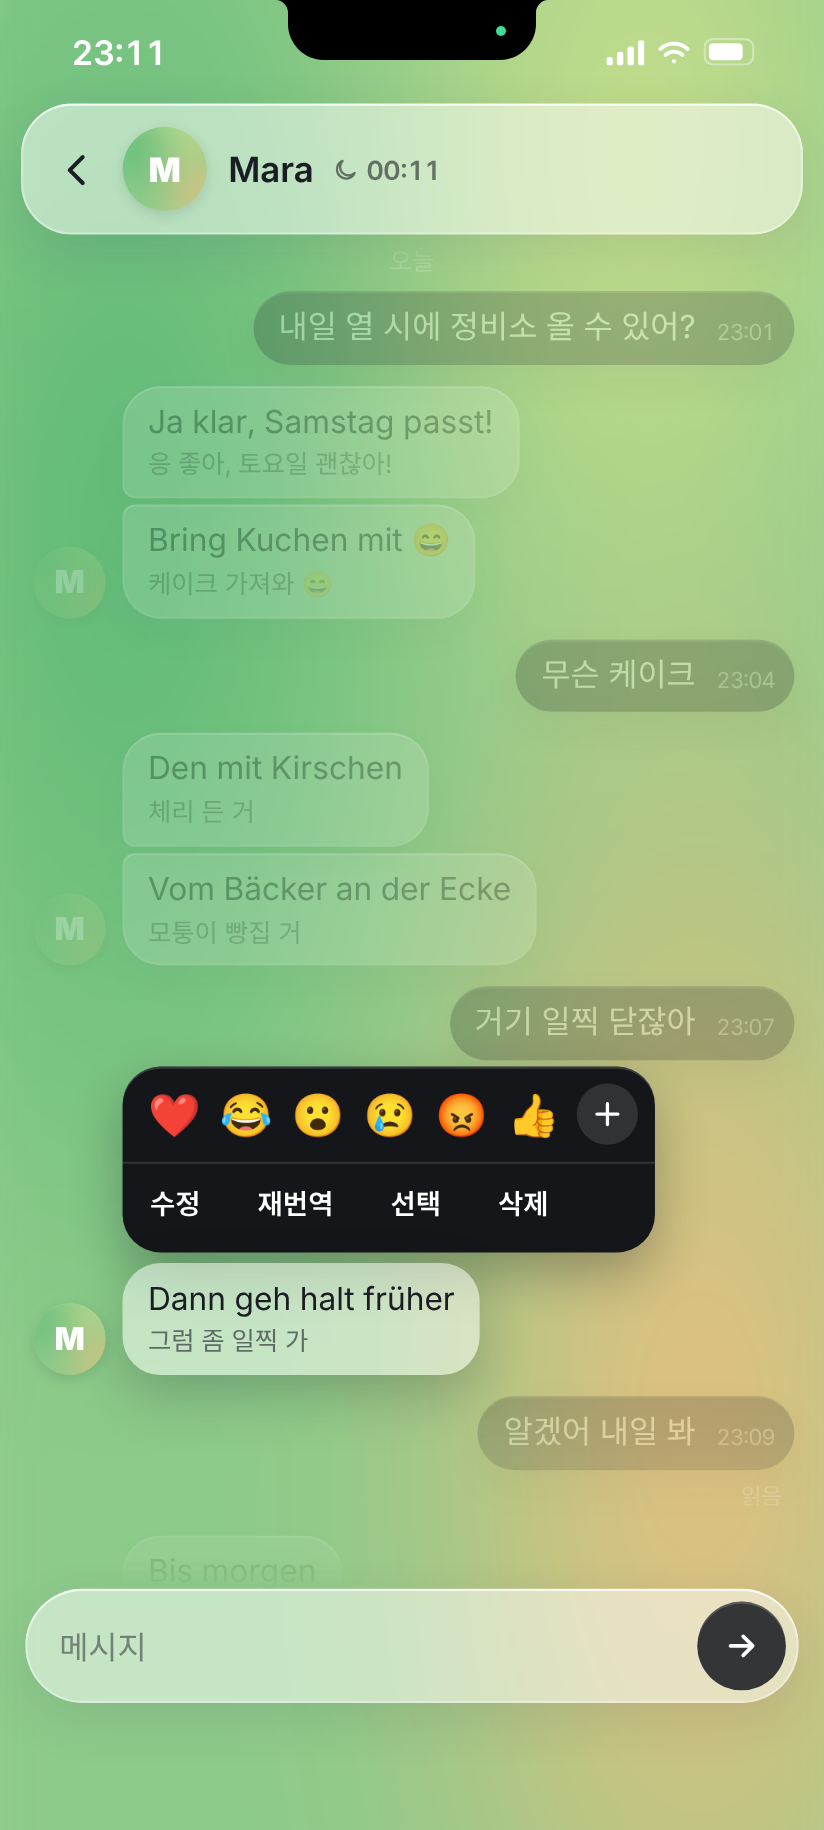 23:11
M Mara 00:11
오늘
내일 열 시에 정비소 올 수 있어? 23:01
Ja klar, Samstag passt!
응 좋아, 토요일 괜찮아!
Bring Kuchen mit 😄
케이크 가져와 😄
M
무슨 케이크 23:04
Den mit Kirschen
체리 든 거
Vom Bäcker an der Ecke
모퉁이 빵집 거
M
거기 일찍 닫잖아 23:07
❤️ 😂 😮 😢 😡 👍
수정 재번역 선택 삭제
Dann geh halt früher
그럼 좀 일찍 가
M
알겠어 내일 봐 23:09
읽음
Bis morgen
메시지